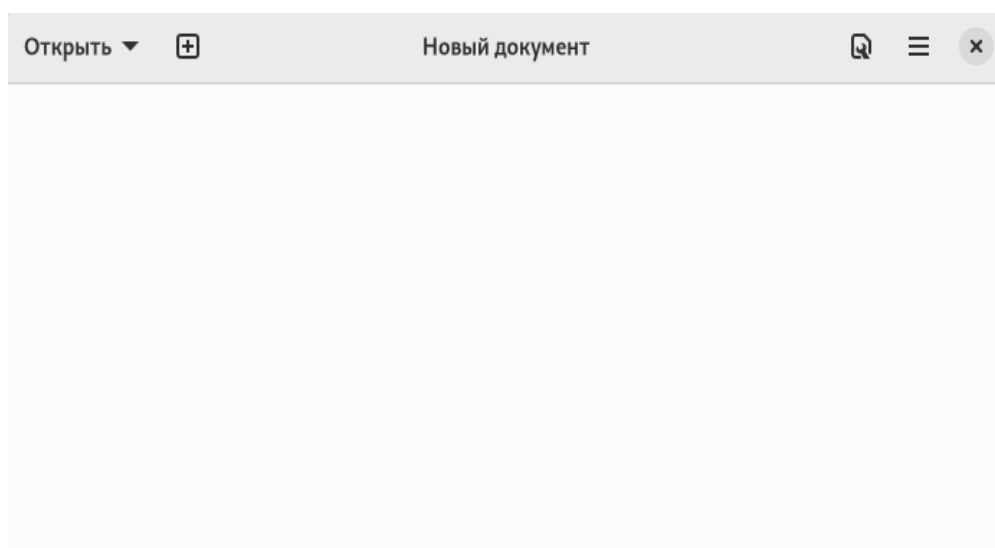 Открыть
Новый документ